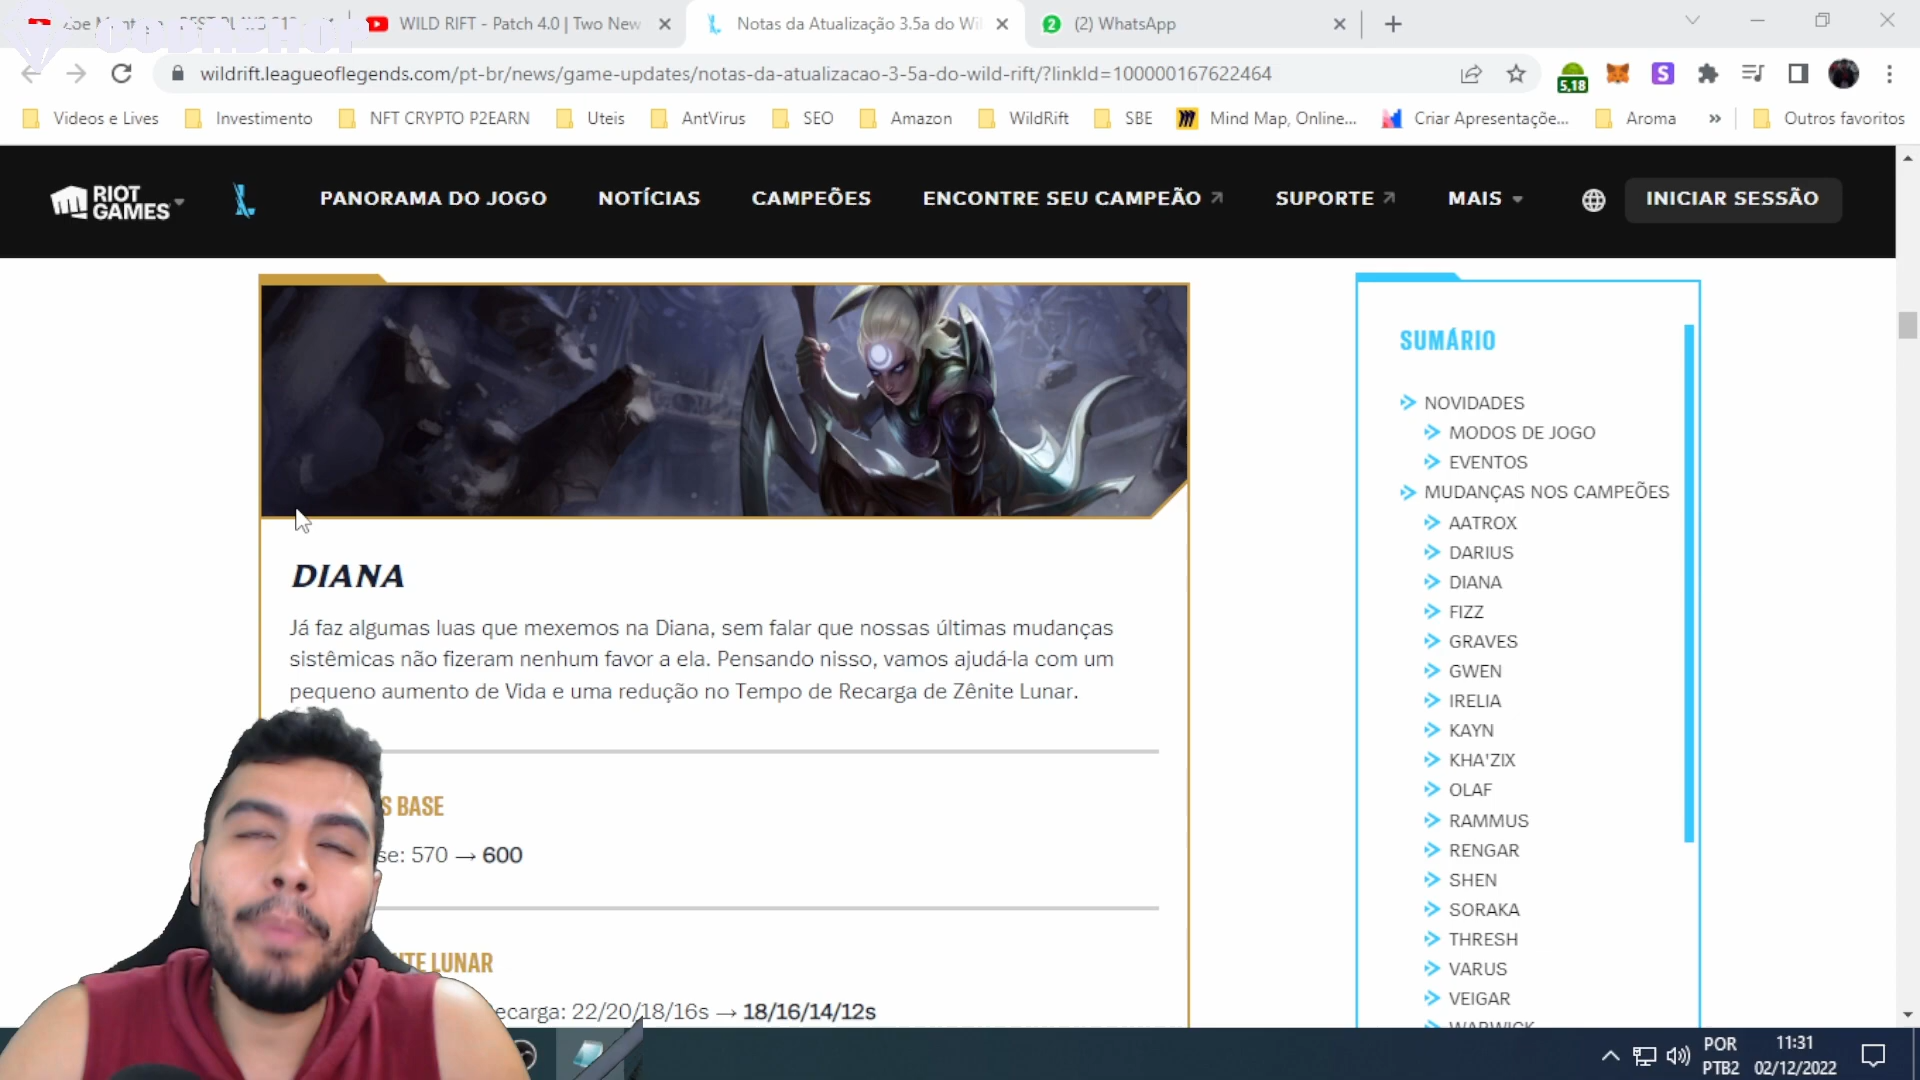 WILD RIFT - Patch 4.0 | Two New
Notas da Atualização 3.5a do Wi
(2) WhatsApp
wildrift.leagueoflegends.com/pt-br/news/game-updates/notas-da-atualizacao-3-5a-do-wild-rift/?linkId=100000167622464
5,18
Videos e Lives
Investimento
NFT CRYPTO P2EARN
Uteis
AntVirus
SEO
Amazon
WildRift
SBE
Mind Map, Online...
Criar Apresentaçõe...
Aroma
»
Outros favoritos
RIOT
GAMES
PANORAMA DO JOGO
NOTÍCIAS
CAMPEÕES
ENCONTRE SEU CAMPEÃO
SUPORTE
MAIS
INICIAR SESSÃO
DIANA
Já faz algumas luas que mexemos na Diana, sem falar que nossas últimas mudanças
sistêmicas não fizeram nenhum favor a ela. Pensando nisso, vamos ajudá-la com um
pequeno aumento de Vida e uma redução no Tempo de Recarga de Zênite Lunar.
S BASE
se: 570 → 600
LUNAR
ecarga: 22/20/18/16s → 18/16/14/12s
SUMÁRIO
NOVIDADES
MODOS DE JOGO
EVENTOS
MUDANÇAS NOS CAMPEÕES
AATROX
DARIUS
DIANA
FIZZ
GRAVES
GWEN
IRELIA
KAYN
KHA'ZIX
OLAF
RAMMUS
RENGAR
SHEN
SORAKA
THRESH
VARUS
VEIGAR
WARWICK
POR
PTB2
11:31
02/12/2022